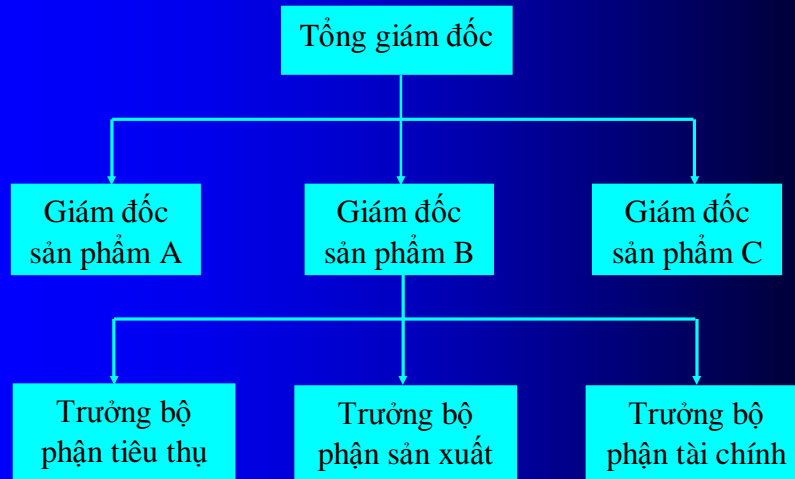 Tổng giám đốc
Giám đốc
sản phẩm A
Giám đốc
sản phẩm B
Giám đốc
sản phẩm C
Trưởng bộ
phận tiêu thụ
Trưởng bộ
phận sản xuất
Trưởng bộ
phận tài chính